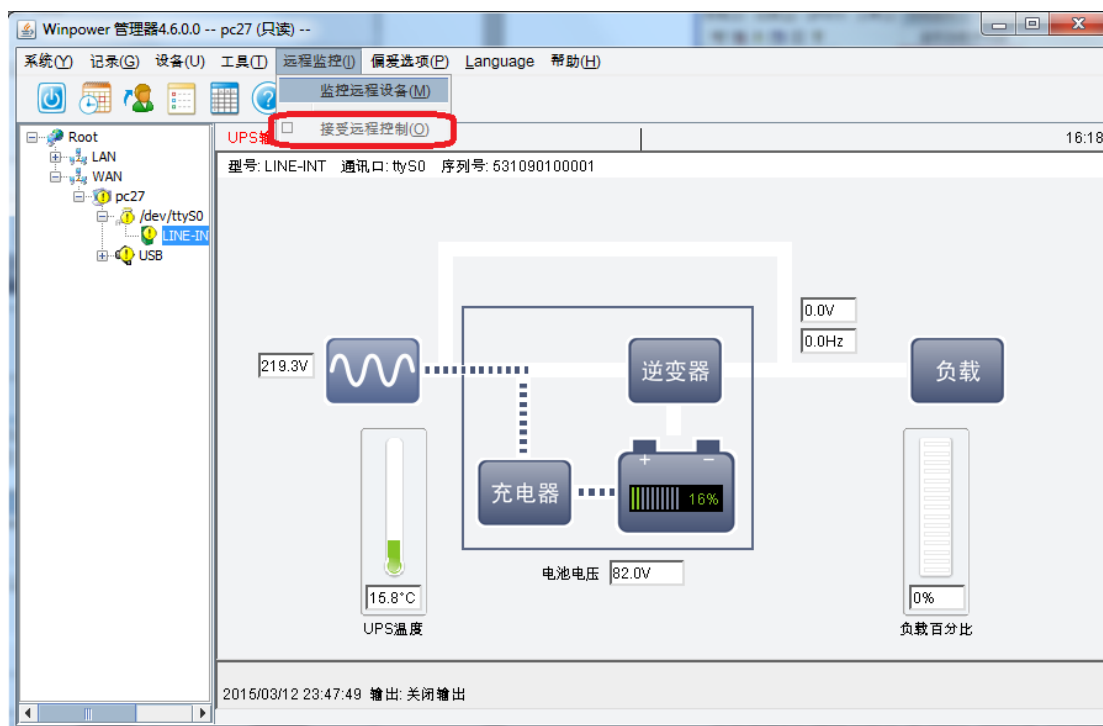 Winpower 管理器4.6.0.0 -- pc27 (只读) --
系统(Y) 记录(G) 设备(U) 工具(T) 远程监控(I) 偏爱选项(P) Language 帮助(H)
监控远程设备(M)
接受远程控制(O)
Root
LAN
WAN
pc27
/dev/ttyS0
LINE-IN
USB
UPS输
16:18
型号: LINE-INT 通讯口: ttyS0 序列号: 531090100001
0.0V
0.0Hz
219.3V
逆变器
负载
充电器
+ −
16%
电池电压 82.0V
15.8°C
0%
UPS温度
负载百分比
2015/03/12 23:47:49 输出: 关闭输出